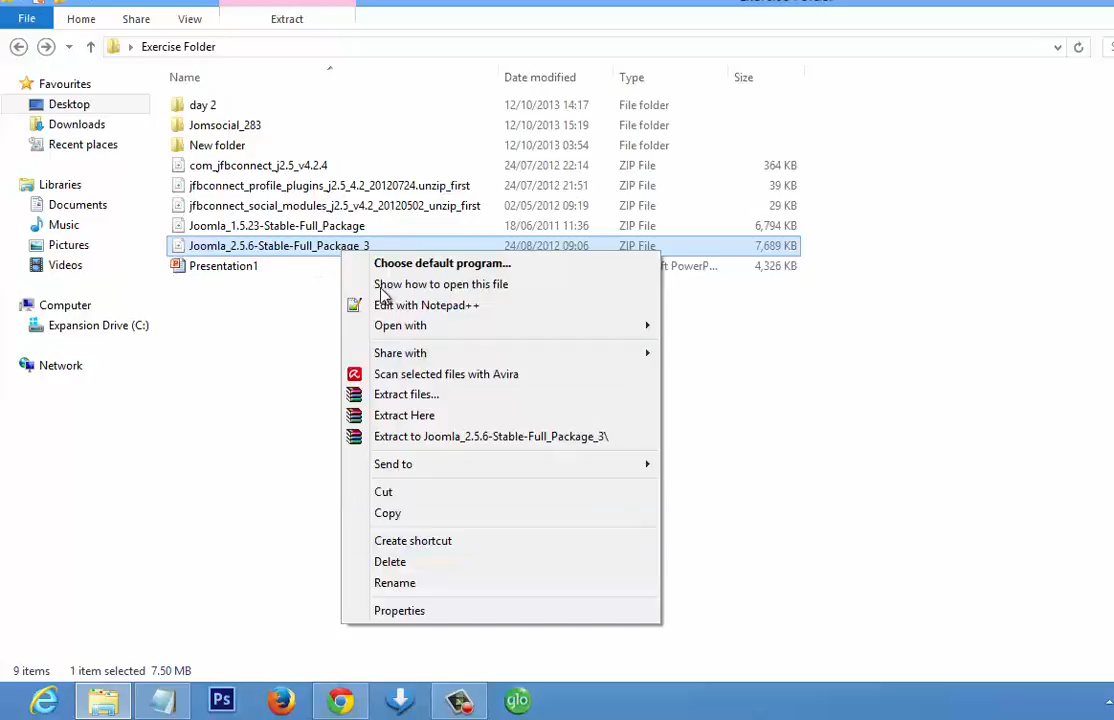 File Home Share View Extract
Exercise Folder
Name Date modified Type Size
Favourites
Desktop
Downloads
Recent places
Libraries
Documents
Music
Pictures
Videos
Computer
Expansion Drive (C:)
Network
day 2 12/10/2013 14:17 File folder
Jomsocial_283 12/10/2013 15:19 File folder
New folder 12/10/2013 03:54 File folder
com_jfbconnect_j2.5_v4.2.4 24/07/2012 22:14 ZIP File 364 KB
jfbconnect_profile_plugins_j2.5_4.2_20120724.unzip_first 24/07/2012 21:51 ZIP File 39 KB
jfbconnect_social_modules_j2.5_v4.2_20120502_unzip_first 02/05/2012 09:19 ZIP File 29 KB
Joomla_1.5.23-Stable-Full_Package 18/06/2011 11:36 ZIP File 6,794 KB
Joomla_2.5.6-Stable-Full_Package_3 24/08/2012 09:06 ZIP File 7,689 KB
Presentation1 ft PowerP... 4,326 KB
Choose default program...
Show how to open this file
Edit with Notepad++
Open with
Share with
Scan selected files with Avira
Extract files...
Extract Here
Extract to Joomla_2.5.6-Stable-Full_Package_3\
Send to
Cut
Copy
Create shortcut
Delete
Rename
Properties
9 items 1 item selected 7.50 MB
Ps glo